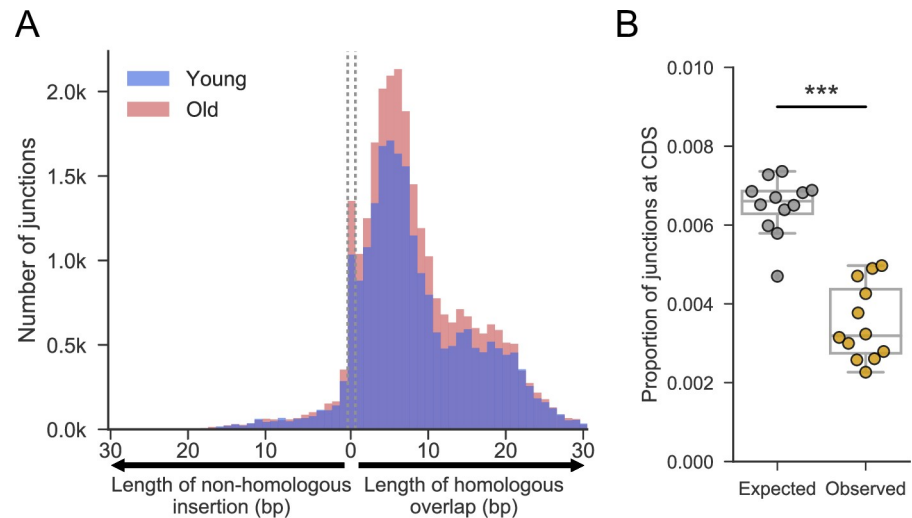 A
Young
Old
Number of junctions
2.0k
1.5k
1.0k
0.5k
0.0k
30 20 10 0 10 20 30
Length of non-homologous
insertion (bp)
Length of homologous
overlap (bp)
B
Proportion of junctions at CDS
0.010
0.008
0.006
0.004
0.002
0.000
***
Expected Observed